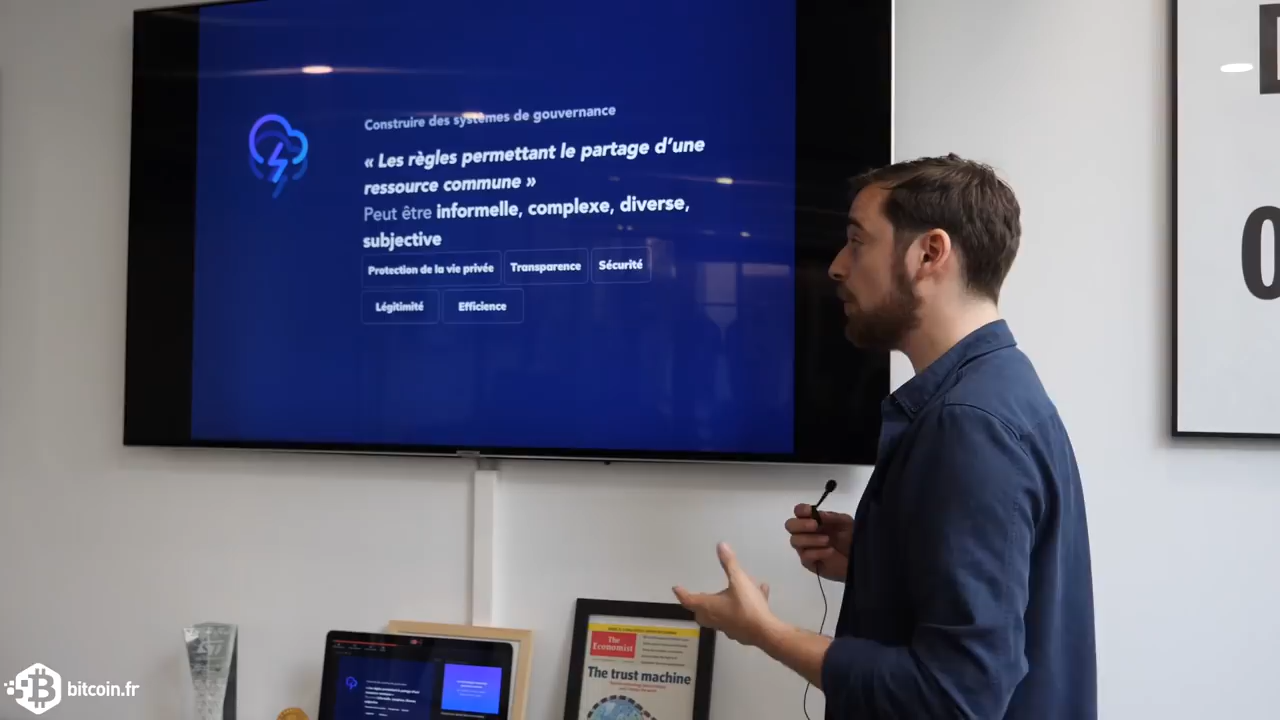 Construire des systèmes de gouvernance
« Les règles permettant le partage d’une
ressource commune »
Peut être informelle, complexe, diverse,
subjective
Protection de la vie privée
Transparence
Sécurité
Légitimité
Efficience
The
Economist
The trust machine
bitcoin.fr